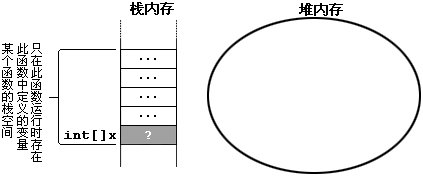 栈内存
堆内存
某个函数的栈空间
此函数中定义的变量
只在此函数运行时存在
...
...
...
...
int[]x
?